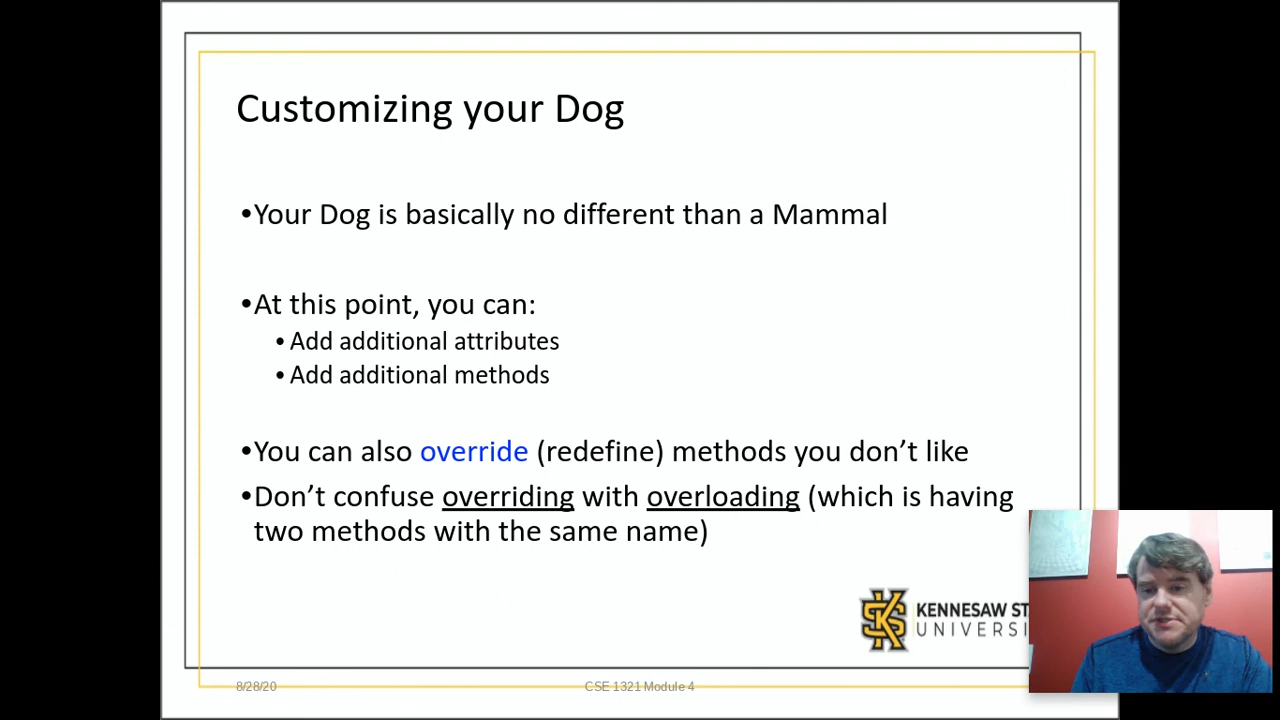 Customizing your Dog
•Your Dog is basically no different than a Mammal
•At this point, you can:
•Add additional attributes
•Add additional methods
•You can also override (redefine) methods you don’t like
•Don’t confuse overriding with overloading (which is having
two methods with the same name)
KENNESAW ST
UNIVERSI
8/28/20
CSE 1321 Module 4